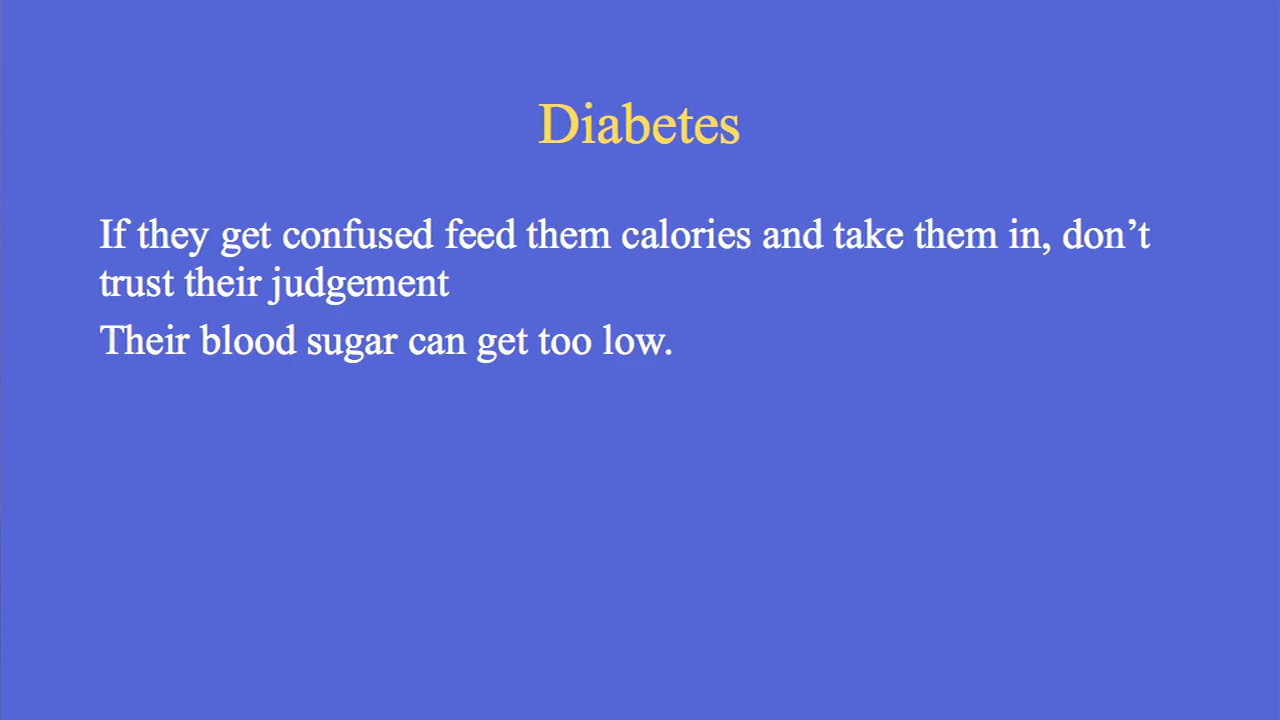 Diabetes
If they get confused feed them calories and take them in, don’t
trust their judgement
Their blood sugar can get too low.